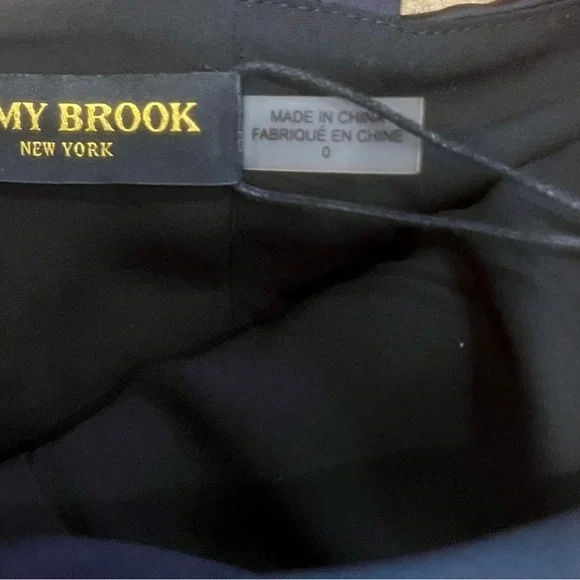 MY BROOK
NEW YORK
MADE IN CHINA
FABRIQUÉ EN CHINE
0